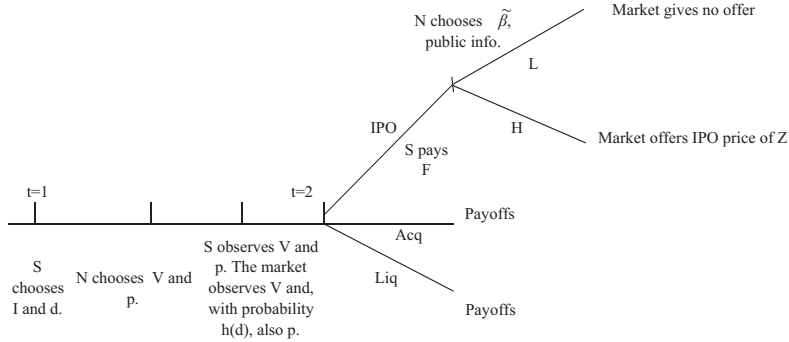 N chooses β̃,
public info.
Market gives no offer
L
IPO
H
Market offers IPO price of Z
S pays
F
t=1
t=2
Payoffs
Acq
S
chooses
I and d.
N chooses V and
p.
S observes V and
p. The market
observes V and,
with probability
h(d), also p.
Liq
Payoffs